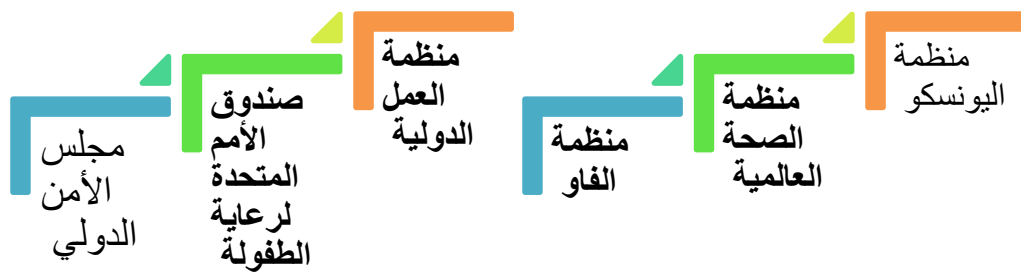 منظمة
اليونسكو
منظمة
الصحة
العالمية
منظمة
الفاو
منظمة
العمل
الدولية
صندوق
الأمم
المتحدة
لرعاية
الطفولة
مجلس
الأمن
الدولي